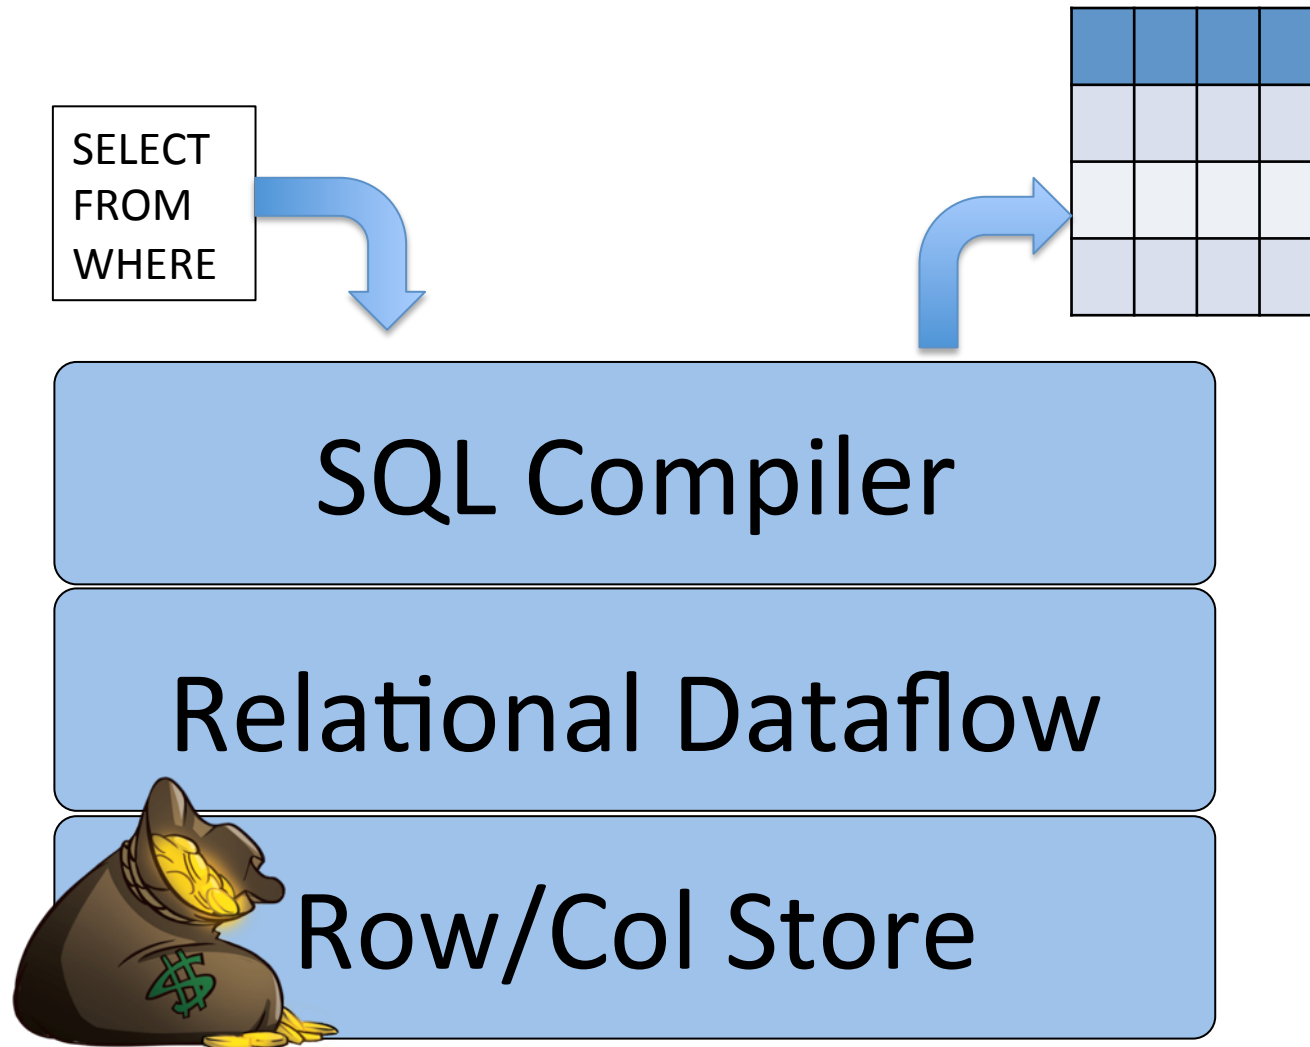 SELECT
FROM
WHERE
SQL Compiler
Relational Dataflow
Row/Col Store
$